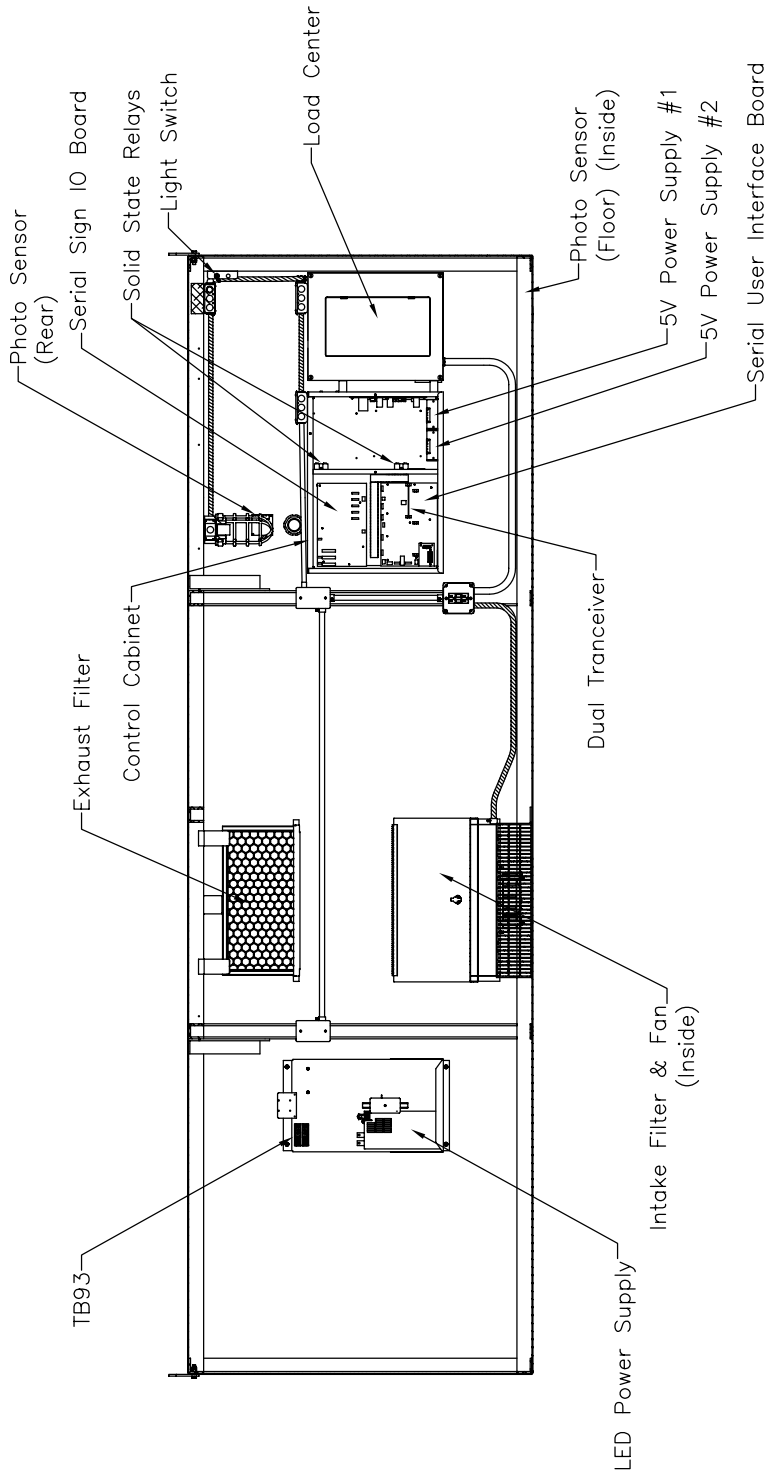 TB93
Exhaust Filter
Control Cabinet
Photo Sensor
(Rear)
Serial Sign IO Board
Solid State Relays
Light Switch
Load Center
LED Power Supply
Intake Filter & Fan
(Inside)
Dual Tranceiver
Photo Sensor
(Floor) (Inside)
5V Power Supply #1
5V Power Supply #2
Serial User Interface Board